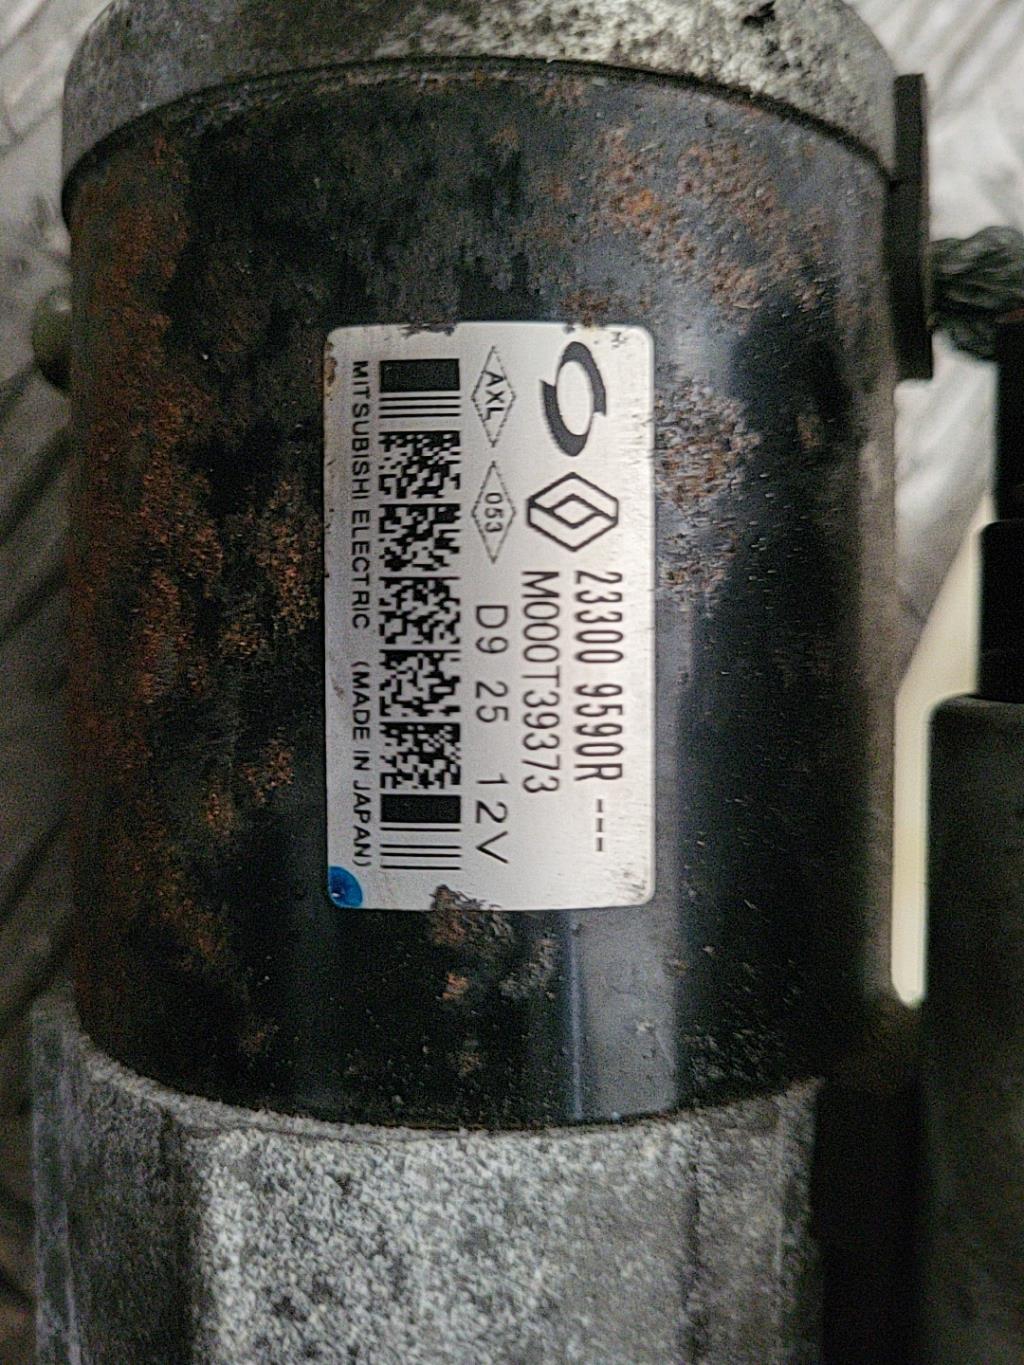 23300 9590R ---
M000T39373
AXL 053 D9 25 12V
MITSUBISHI ELECTRIC (MADE IN JAPAN)